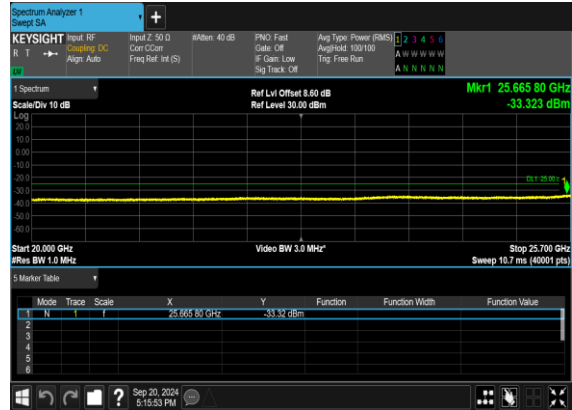 Spectrum Analyzer 1
Swept SA
+
KEYSIGHT Input: RF Input Z: 50 Ω #Atten: 40 dB PNO: Fast Avg Type: Power (RMS) 1 2 3 4 5 6
R T Coupling: DC Corr CCorr Gate: Off Avg|Hold: 100/100 A W W W W W
Align: Auto Freq Ref: Int (S) IF Gain: Low Trig: Free Run
LW Sig Track: Off A N N N N N
1 Spectrum Ref Lvl Offset 8.60 dB Mkr1 25.665 80 GHz
Scale/Div 10 dB Ref Level 30.00 dBm -33.323 dBm
Log
20.0
10.0
0.00
-10.0
-20.0
DL1 -25.00
-30.0
-40.0
-50.0
-60.0
Start 20.000 GHz Video BW 3.0 MHz* Stop 25.700 GHz
#Res BW 1.0 MHz Sweep 10.7 ms (40001 pts)
5 Marker Table
Mode Trace Scale X Y Function Function Width Function Value
1 N 1 f 25.665 80 GHz -33.32 dBm
2
3
4
5
6
? Sep 20, 2024
5:15:53 PM